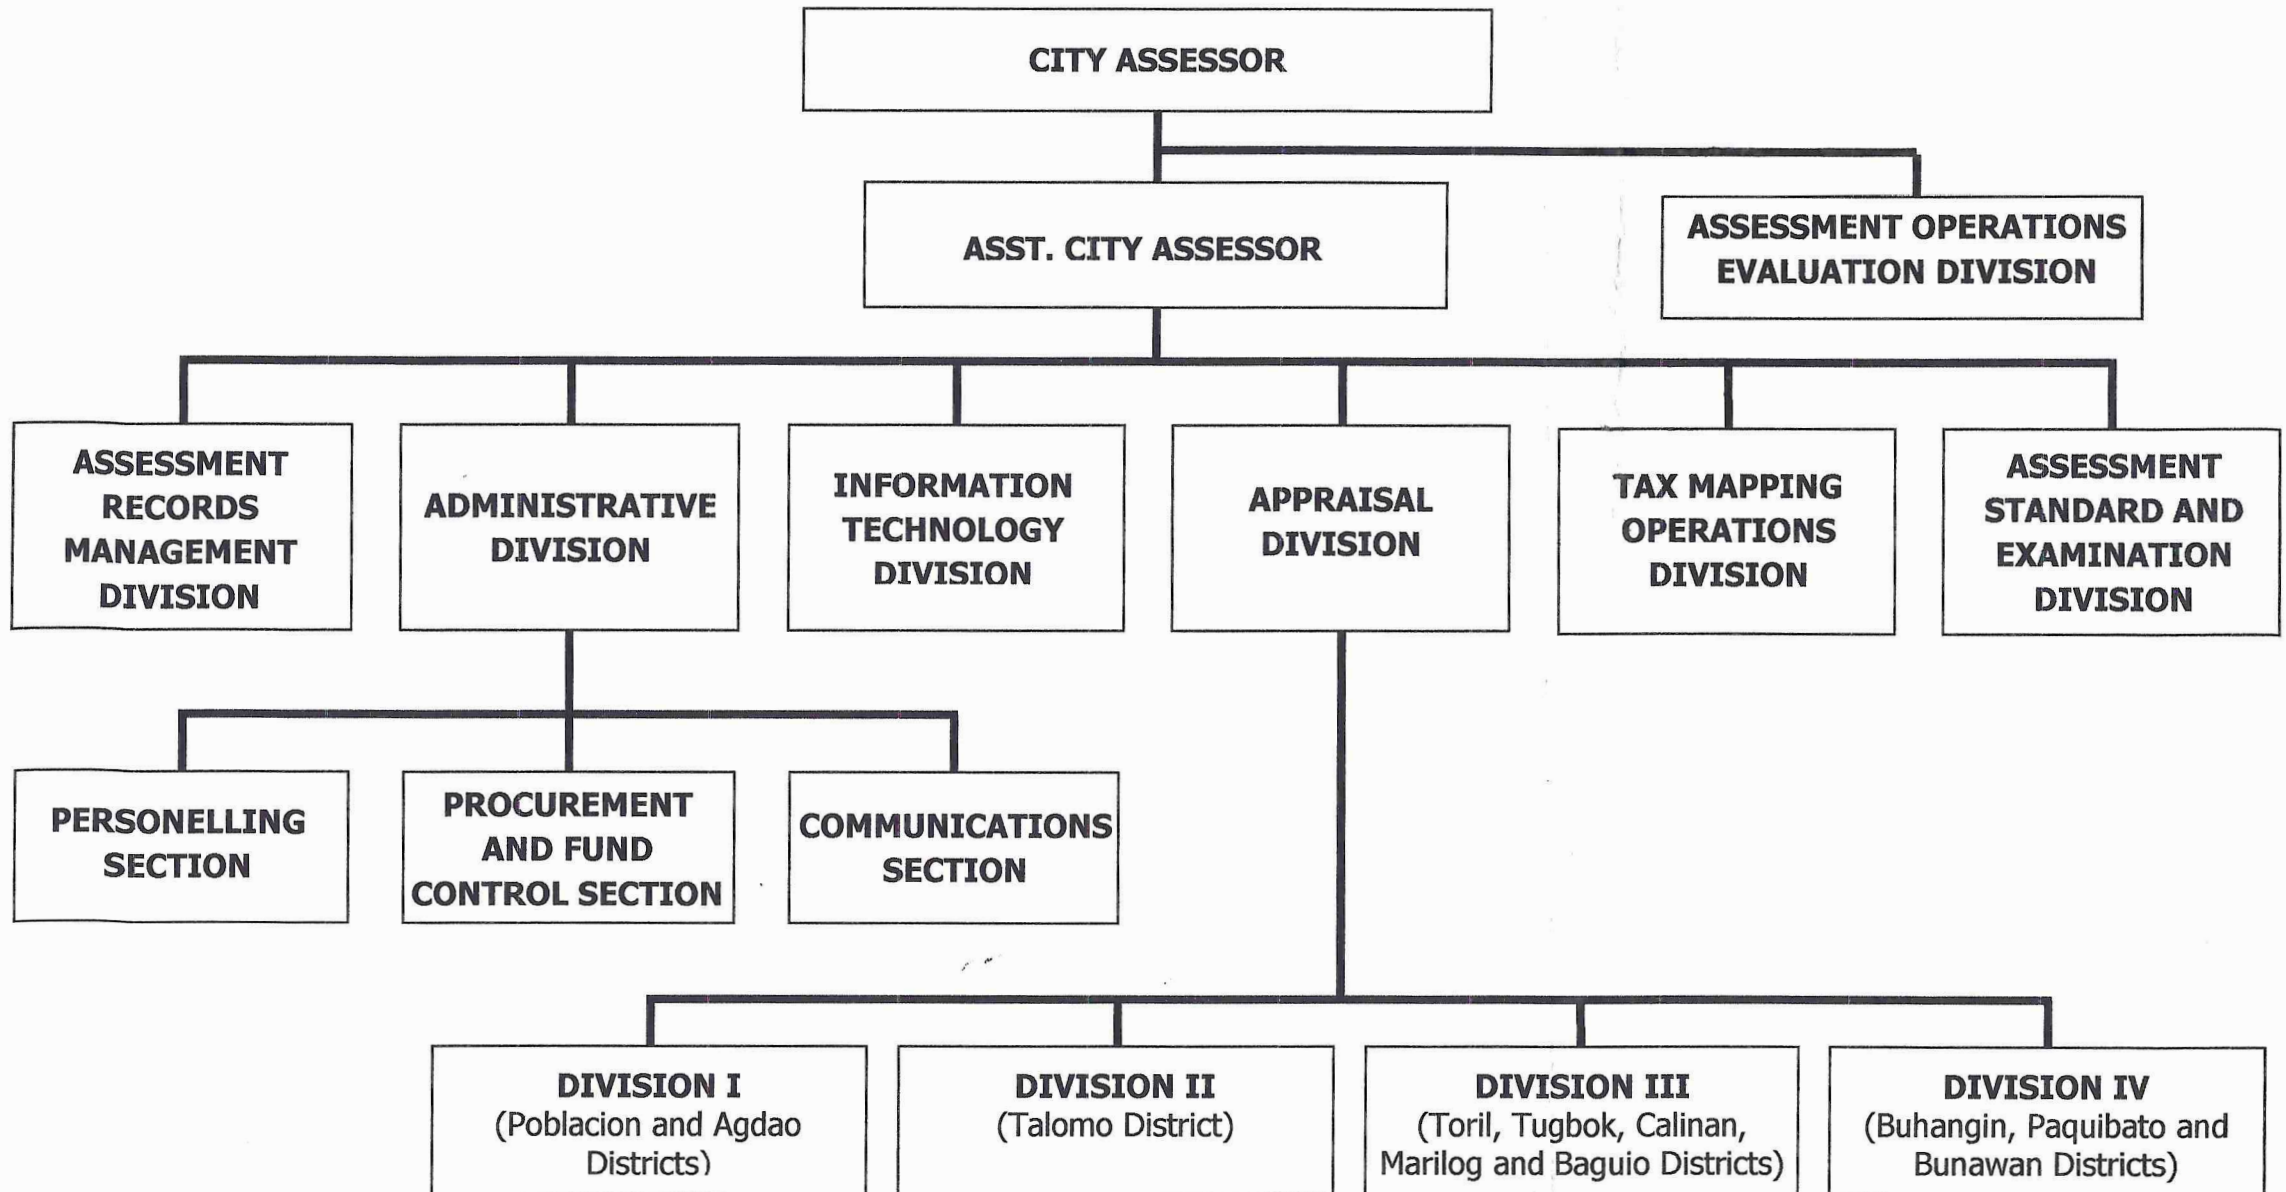 CITY ASSESSOR
ASST. CITY ASSESSOR
ASSESSMENT OPERATIONS
EVALUATION DIVISION
ASSESSMENT
RECORDS
MANAGEMENT
DIVISION
ADMINISTRATIVE
DIVISION
INFORMATION
TECHNOLOGY
DIVISION
APPRAISAL
DIVISION
TAX MAPPING
OPERATIONS
DIVISION
ASSESSMENT
STANDARD AND
EXAMINATION
DIVISION
PERSONELLING
SECTION
PROCUREMENT
AND FUND
CONTROL SECTION
COMMUNICATIONS
SECTION
DIVISION I
(Poblacion and Agdao
Districts)
DIVISION II
(Talomo District)
DIVISION III
(Toril, Tugbok, Calinan,
Marilog and Baguio Districts)
DIVISION IV
(Buhangin, Paquibato and
Bunawan Districts)